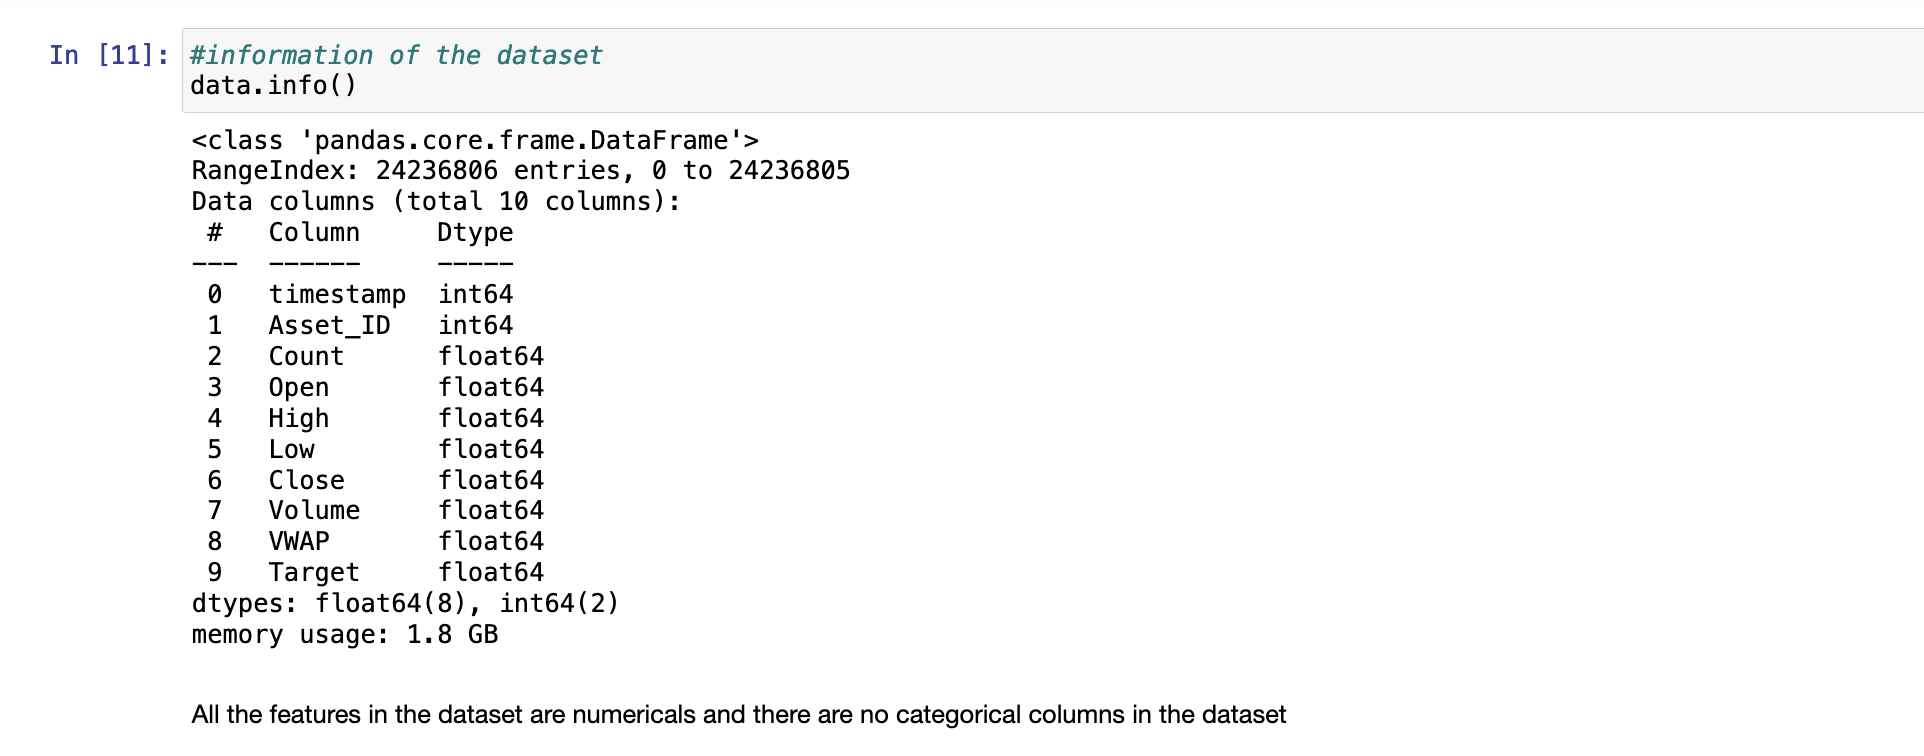 In [11]: #information of the dataset
data.info()
<class 'pandas.core.frame.DataFrame'>
RangeIndex: 24236806 entries, 0 to 24236805
Data columns (total 10 columns):
 #   Column     Dtype
---  ------     -----
 0   timestamp  int64
 1   Asset_ID   int64
 2   Count      float64
 3   Open       float64
 4   High       float64
 5   Low        float64
 6   Close      float64
 7   Volume     float64
 8   VWAP       float64
 9   Target     float64
dtypes: float64(8), int64(2)
memory usage: 1.8 GB
All the features in the dataset are numericals and there are no categorical columns in the dataset